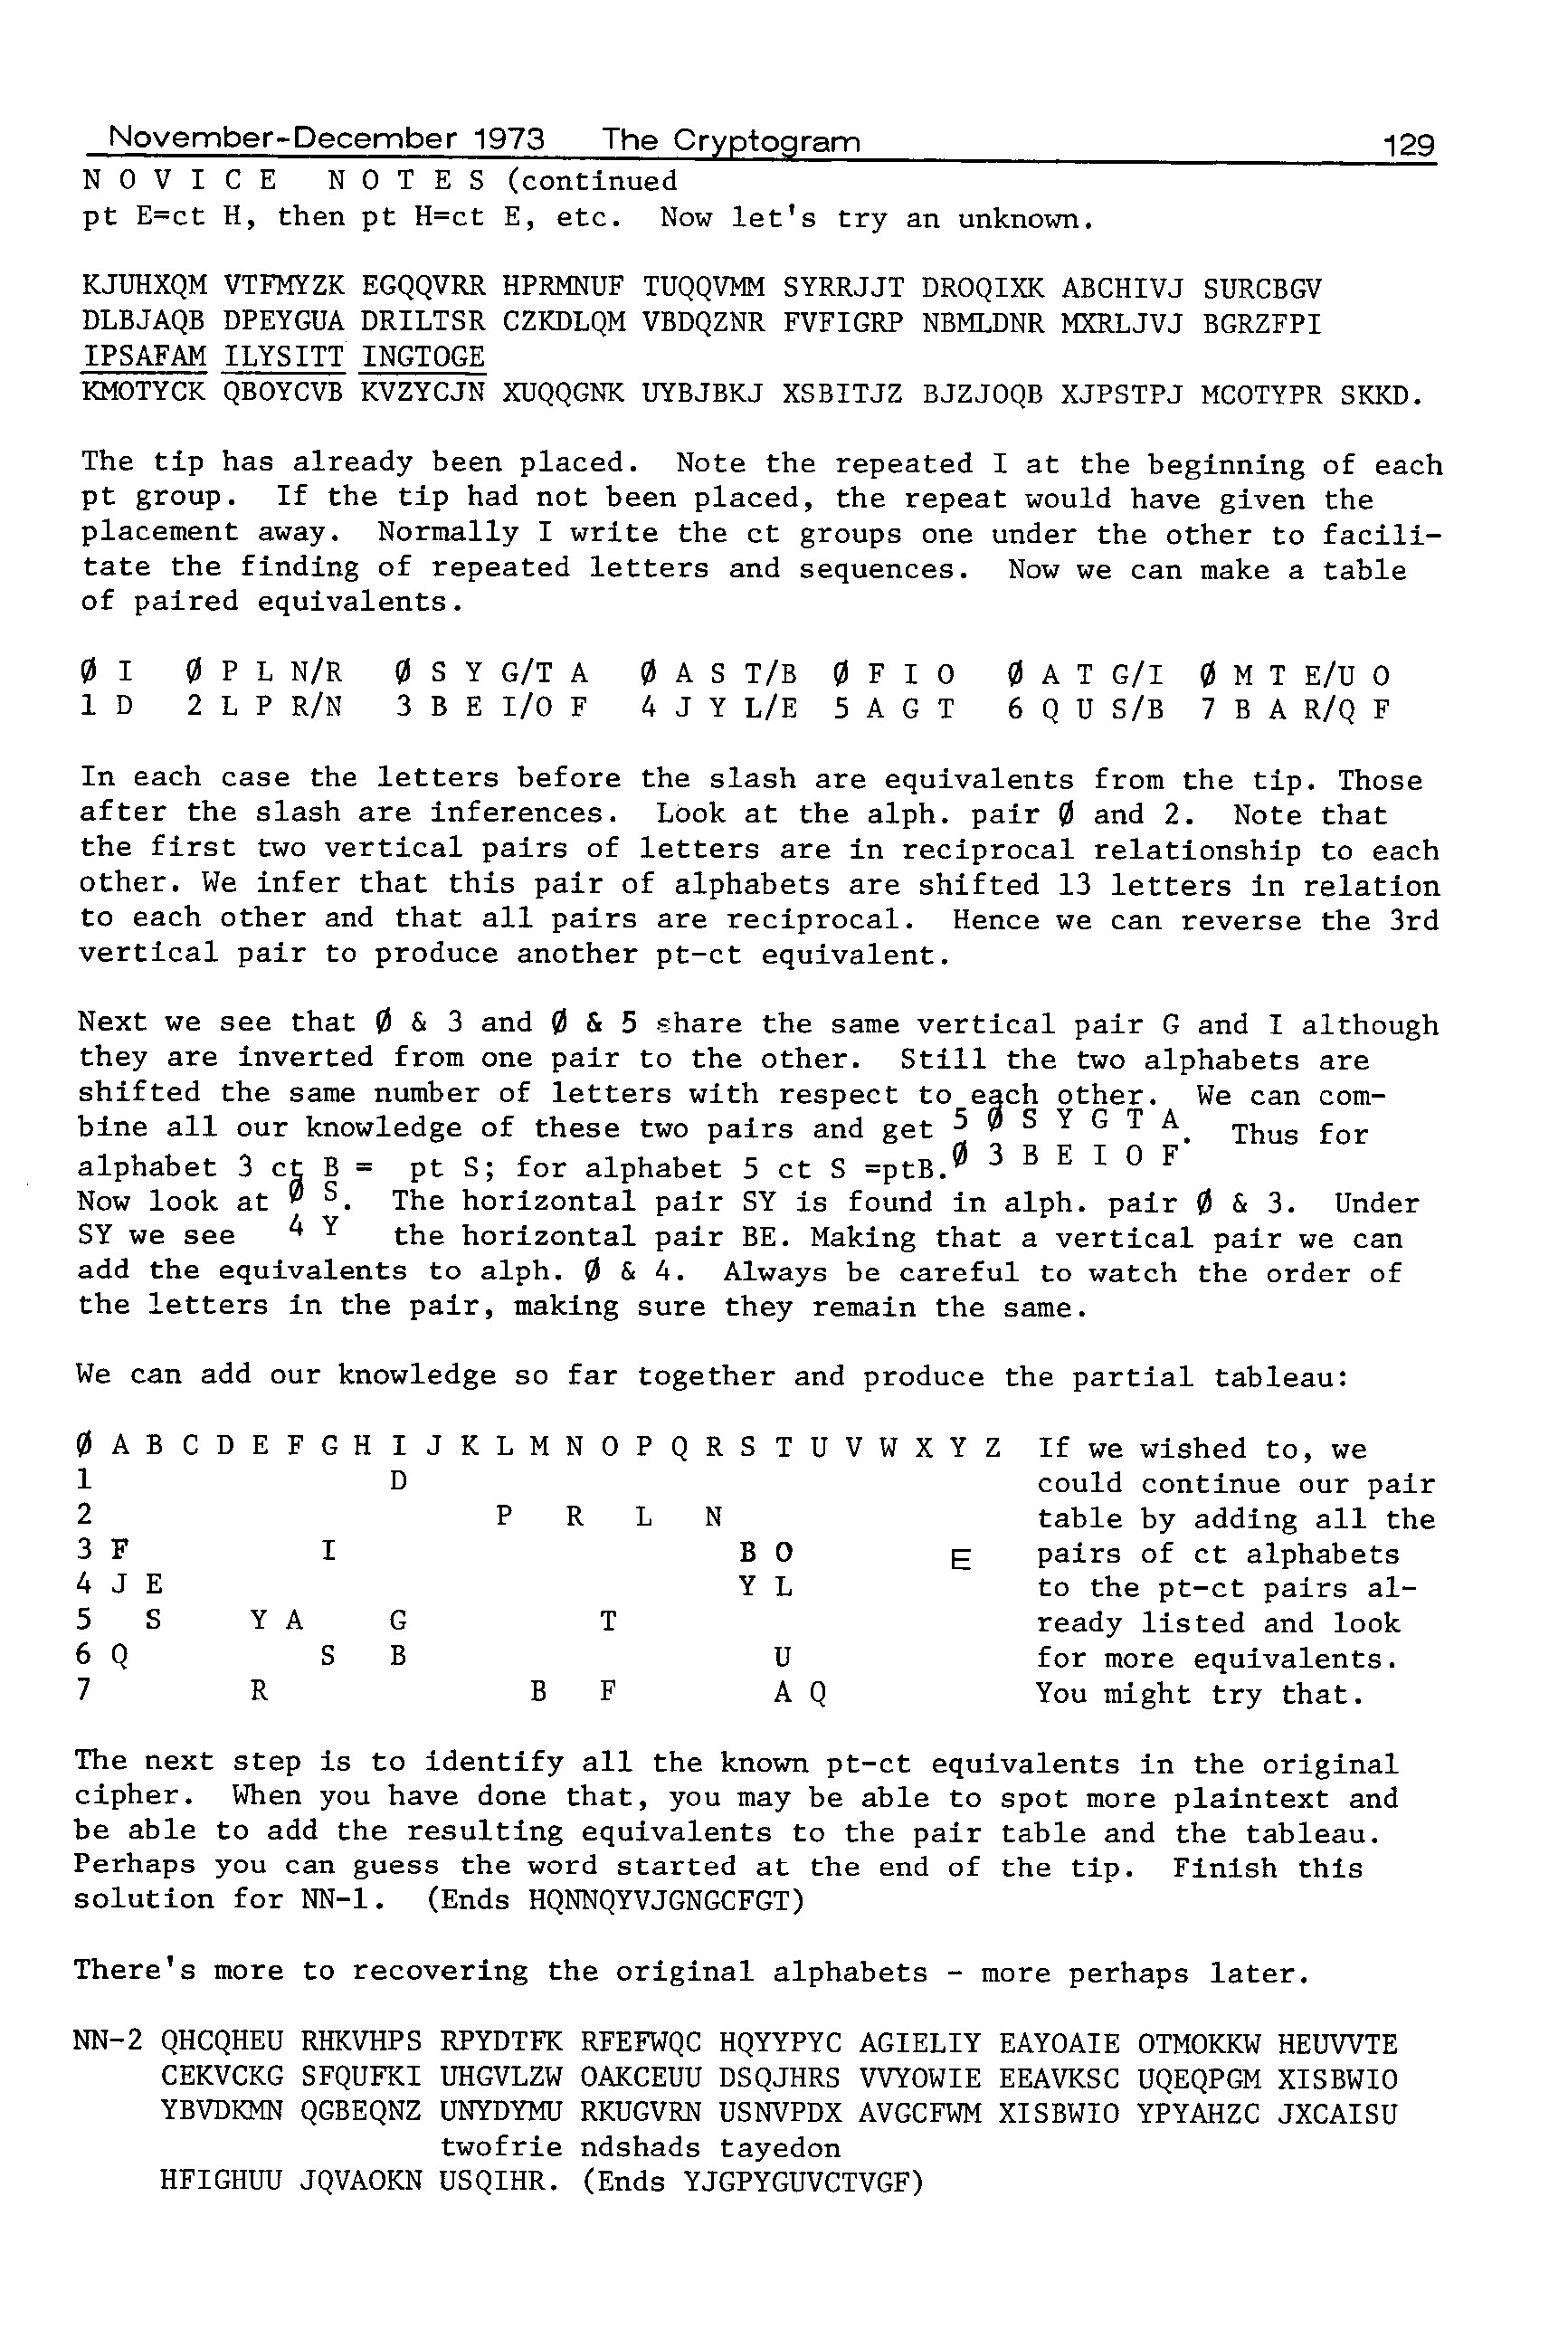 November-December 1973 The Cryptogram 129
N O V I C E N O T E S (continued
pt E=ct H, then pt H=ct E, etc. Now let's try an unknown.
KJUHXQM VTFMYZK EGQQVRR HPRMNUF TUQQVMM SYRRJJT DROQIXK ABCHIVJ SURCBGV
DLBJAQB DPEYGUA DRILTSR CZKDLQM VBDQZNR FVFIGRP NBMLDNR MXRLJVJ BGRZFPI
IPSAFAM ILYSITT INGTOGE
KMOTYCK QBOYCVB KVZYCJN XUQQGNK UYBJBKJ XSBITJZ BJZJOQB XJPSTPJ MCOTYPR SKKD.
The tip has already been placed. Note the repeated I at the beginning of each
pt group. If the tip had not been placed, the repeat would have given the
placement away. Normally I write the ct groups one under the other to facili-
tate the finding of repeated letters and sequences. Now we can make a table
of paired equivalents.
Ø I Ø P L N/R Ø S Y G/T A Ø A S T/B Ø F I O Ø A T G/I Ø M T E/U O
1 D 2 L P R/N 3 B E I/O F 4 J Y L/E 5 A G T 6 Q U S/B 7 B A R/Q F
In each case the letters before the slash are equivalents from the tip. Those
after the slash are inferences. Look at the alph. pair Ø and 2. Note that
the first two vertical pairs of letters are in reciprocal relationship to each
other. We infer that this pair of alphabets are shifted 13 letters in relation
to each other and that all pairs are reciprocal. Hence we can reverse the 3rd
vertical pair to produce another pt-ct equivalent.
Next we see that Ø & 3 and Ø & 5 share the same vertical pair G and I although
they are inverted from one pair to the other. Still the two alphabets are
shifted the same number of letters with respect to each other. We can com-
bine all our knowledge of these two pairs and get 5 Ø S Y G T A. Thus for
alphabet 3 ct B = pt S; for alphabet 5 ct S =ptB. Ø 3 B E I O F
Now look at Ø S. The horizontal pair SY is found in alph. pair Ø & 3. Under
SY we see 4 Y the horizontal pair BE. Making that a vertical pair we can
add the equivalents to alph. Ø & 4. Always be careful to watch the order of
the letters in the pair, making sure they remain the same.
We can add our knowledge so far together and produce the partial tableau:
Ø A B C D E F G H I J K L M N O P Q R S T U V W X Y Z If we wished to, we
1 D could continue our pair
2 P R L N table by adding all the
3 F I B O E pairs of ct alphabets
4 J E Y L to the pt-ct pairs al-
5 S Y A G T ready listed and look
6 Q S B U for more equivalents.
7 R B F A Q You might try that.
The next step is to identify all the known pt-ct equivalents in the original
cipher. When you have done that, you may be able to spot more plaintext and
be able to add the resulting equivalents to the pair table and the tableau.
Perhaps you can guess the word started at the end of the tip. Finish this
solution for NN-1. (Ends HQNNQYVJGNGCFGT)
There's more to recovering the original alphabets - more perhaps later.
NN-2 QHCQHEU RHKVHPS RPYDTFK RFEFWQC HQYYPYC AGIELIY EAYOAIE OTMOKKW HEUVVTE
CEKVCKG SFQUFKI UHGVLZW OAKCEUU DSQJHRS VVYOWIE EEAVKSC UQEQPGM XISBWIO
YBVDKMN QGBEQNZ UNYDYMU RKUGVRN USNVPDX AVGCFWM XISBWIO YPYAHZC JXCAISU
twofrie ndshads tayedon
HFIGHUU JQVAOKN USQIHR. (Ends YJGPYGUVCTVGF)